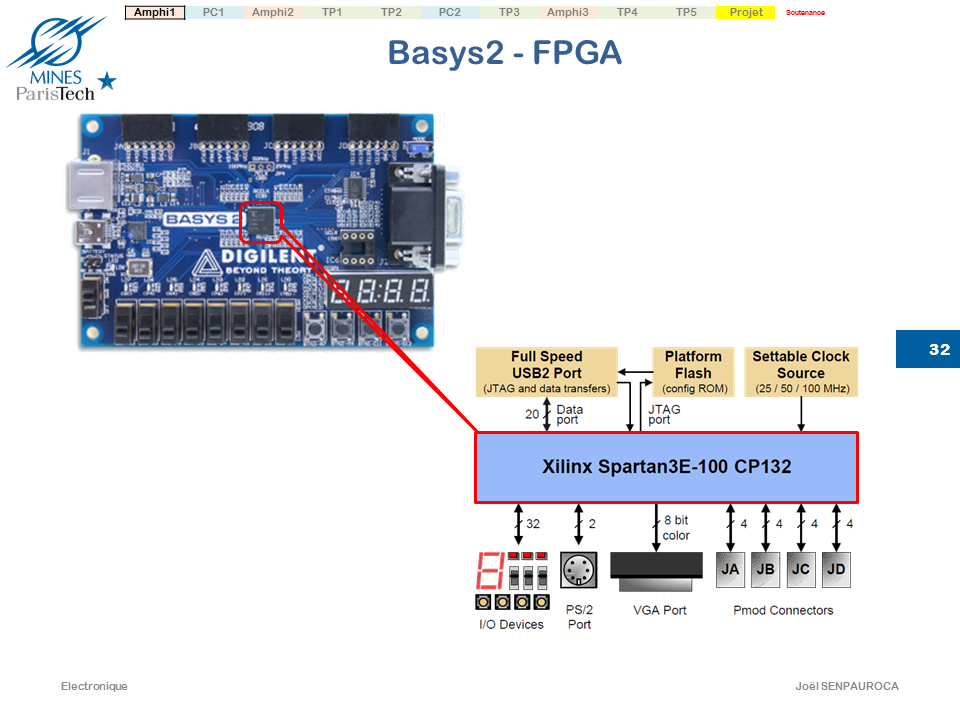 Amphi1 PC1 Amphi2 TP1 TP2 PC2 TP3 Amphi3 TP4 TP5 Projet Soutenance
MINES
ParisTech
Basys2 - FPGA
BASYS 2
DIGILENT
BEYOND THEORY
32
Full Speed
USB2 Port
(JTAG and data transfers)
Platform
Flash
(config ROM)
Settable Clock
Source
(25 / 50 / 100 MHz)
20
Data
port
JTAG
port
Xilinx Spartan3E-100 CP132
32
2
8 bit
color
4
4
4
4
JA
JB
JC
JD
I/O Devices
PS/2
Port
VGA Port
Pmod Connectors
Electronique
Joël SENPAUROCA